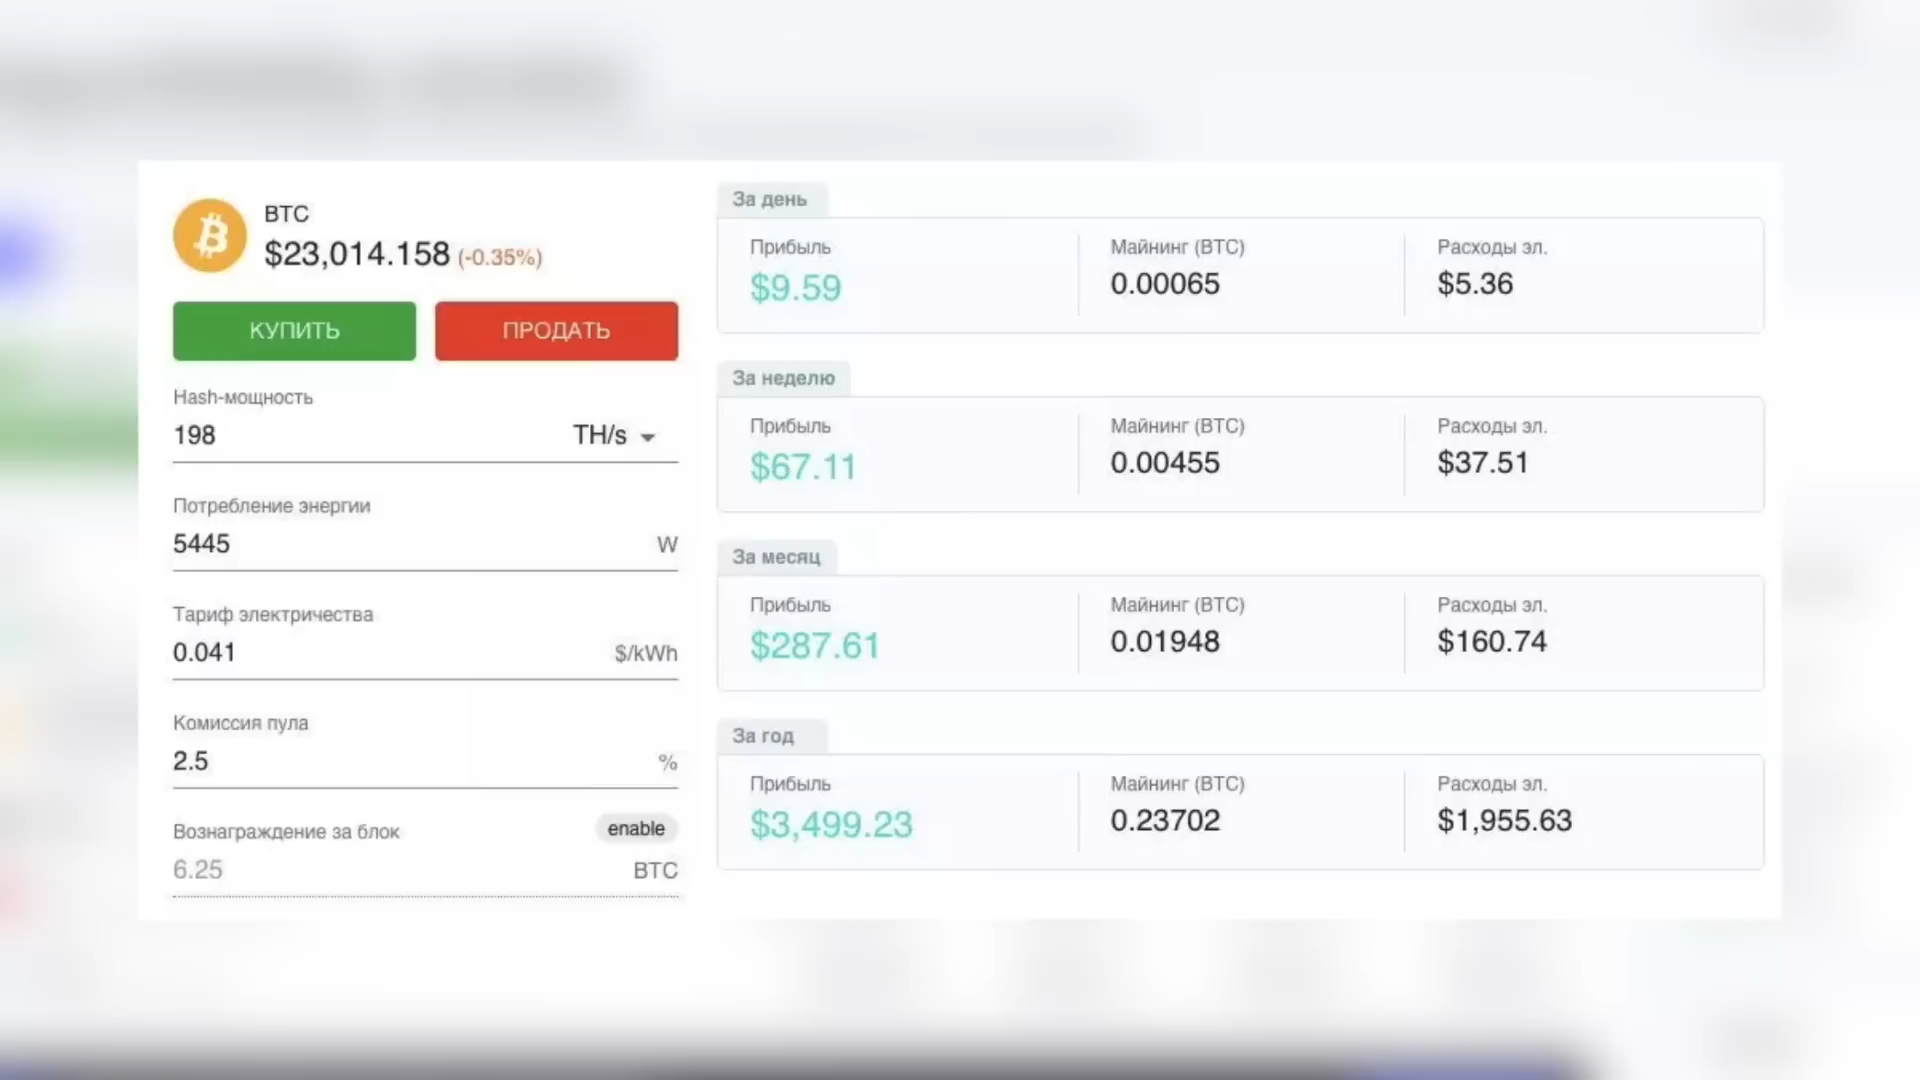 BTC
$23,014.158 (-0.35%)
КУПИТЬ ПРОДАТЬ
Hash-мощность
198 TH/s
Потребление энергии
5445 W
Тариф электричества
0.041 $/kWh
Комиссия пула
2.5 %
Вознаграждение за блок enable
6.25 BTC
За день
Прибыль Майнинг (BTC) Расходы эл.
$9.59 0.00065 $5.36
За неделю
Прибыль Майнинг (BTC) Расходы эл.
$67.11 0.00455 $37.51
За месяц
Прибыль Майнинг (BTC) Расходы эл.
$287.61 0.01948 $160.74
За год
Прибыль Майнинг (BTC) Расходы эл.
$3,499.23 0.23702 $1,955.63